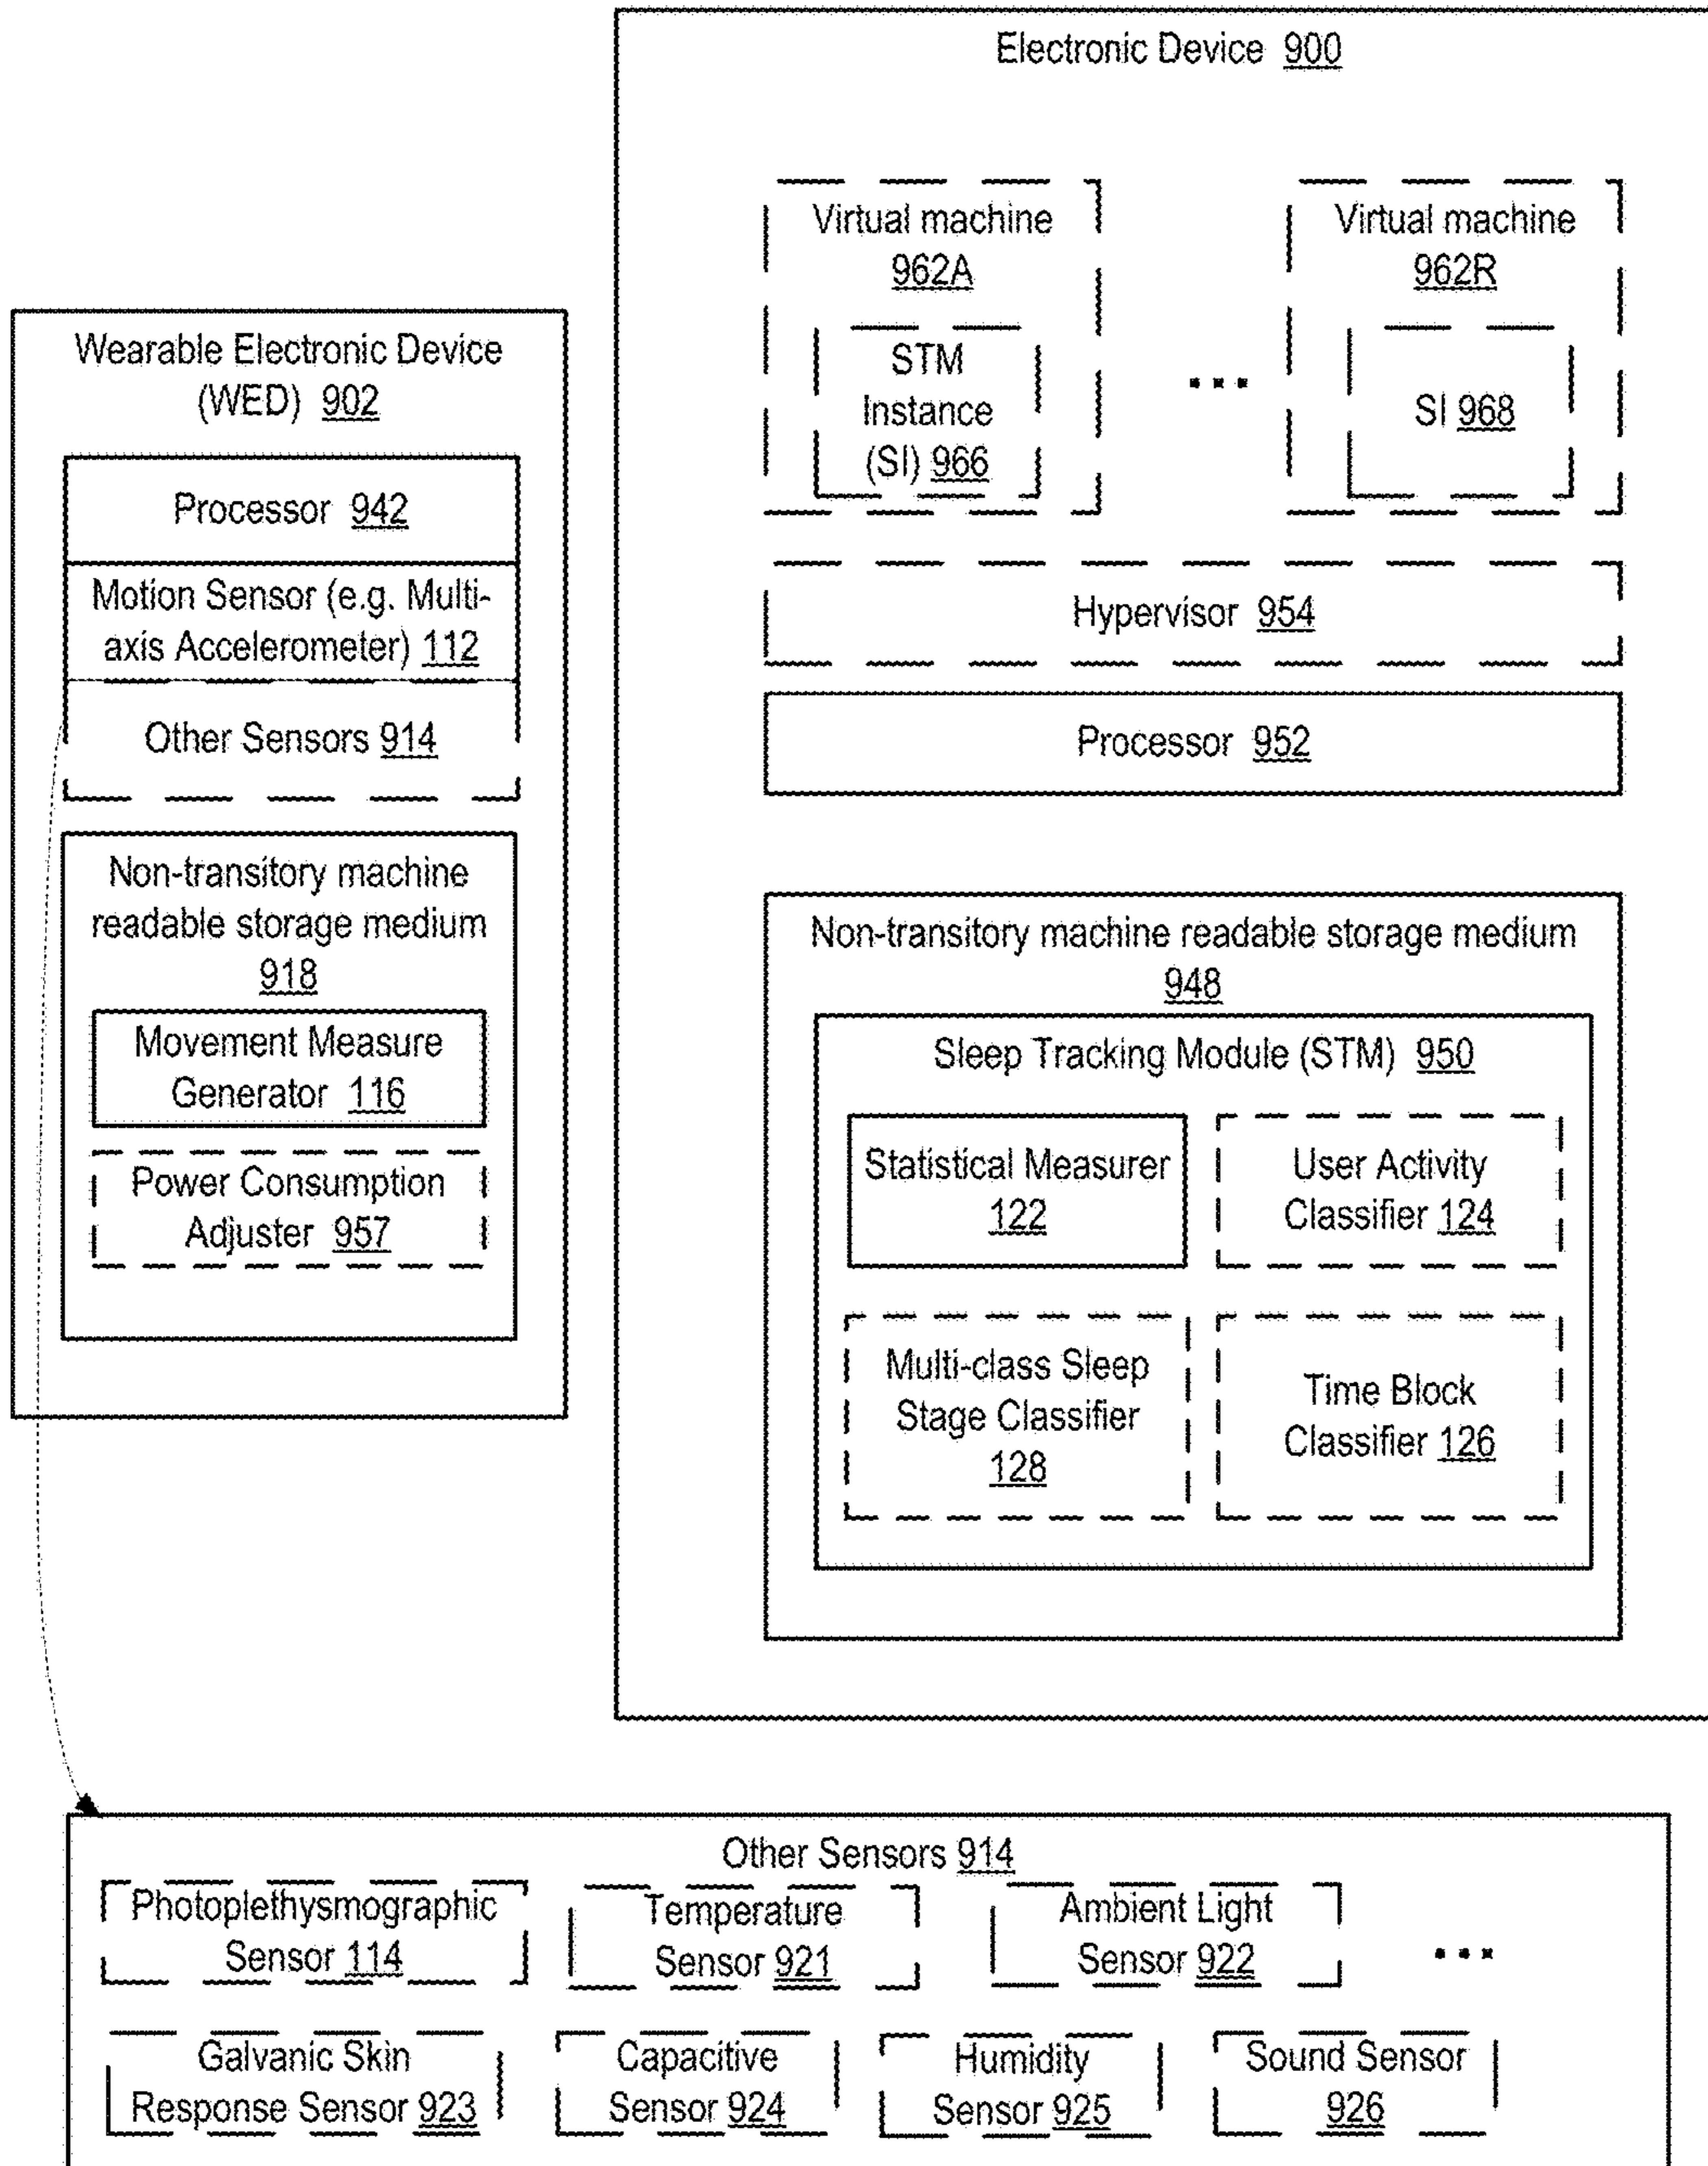 Electronic Device 900
Virtual machine
962A
STM
Instance
(SI) 966
...
Virtual machine
962R
SI 968
Hypervisor 954
Processor 952
Non-transitory machine readable storage medium
948
Sleep Tracking Module (STM) 950
Statistical Measurer
122
User Activity
Classifier 124
Multi-class Sleep
Stage Classifier
128
Time Block
Classifier 126
Wearable Electronic Device
(WED) 902
Processor 942
Motion Sensor (e.g. Multi-
axis Accelerometer) 112
Other Sensors 914
Non-transitory machine
readable storage medium
918
Movement Measure
Generator 116
Power Consumption
Adjuster 957
Other Sensors 914
Photoplethysmographic
Sensor 114
Temperature
Sensor 921
Ambient Light
Sensor 922
...
Galvanic Skin
Response Sensor 923
Capacitive
Sensor 924
Humidity
Sensor 925
Sound Sensor
926